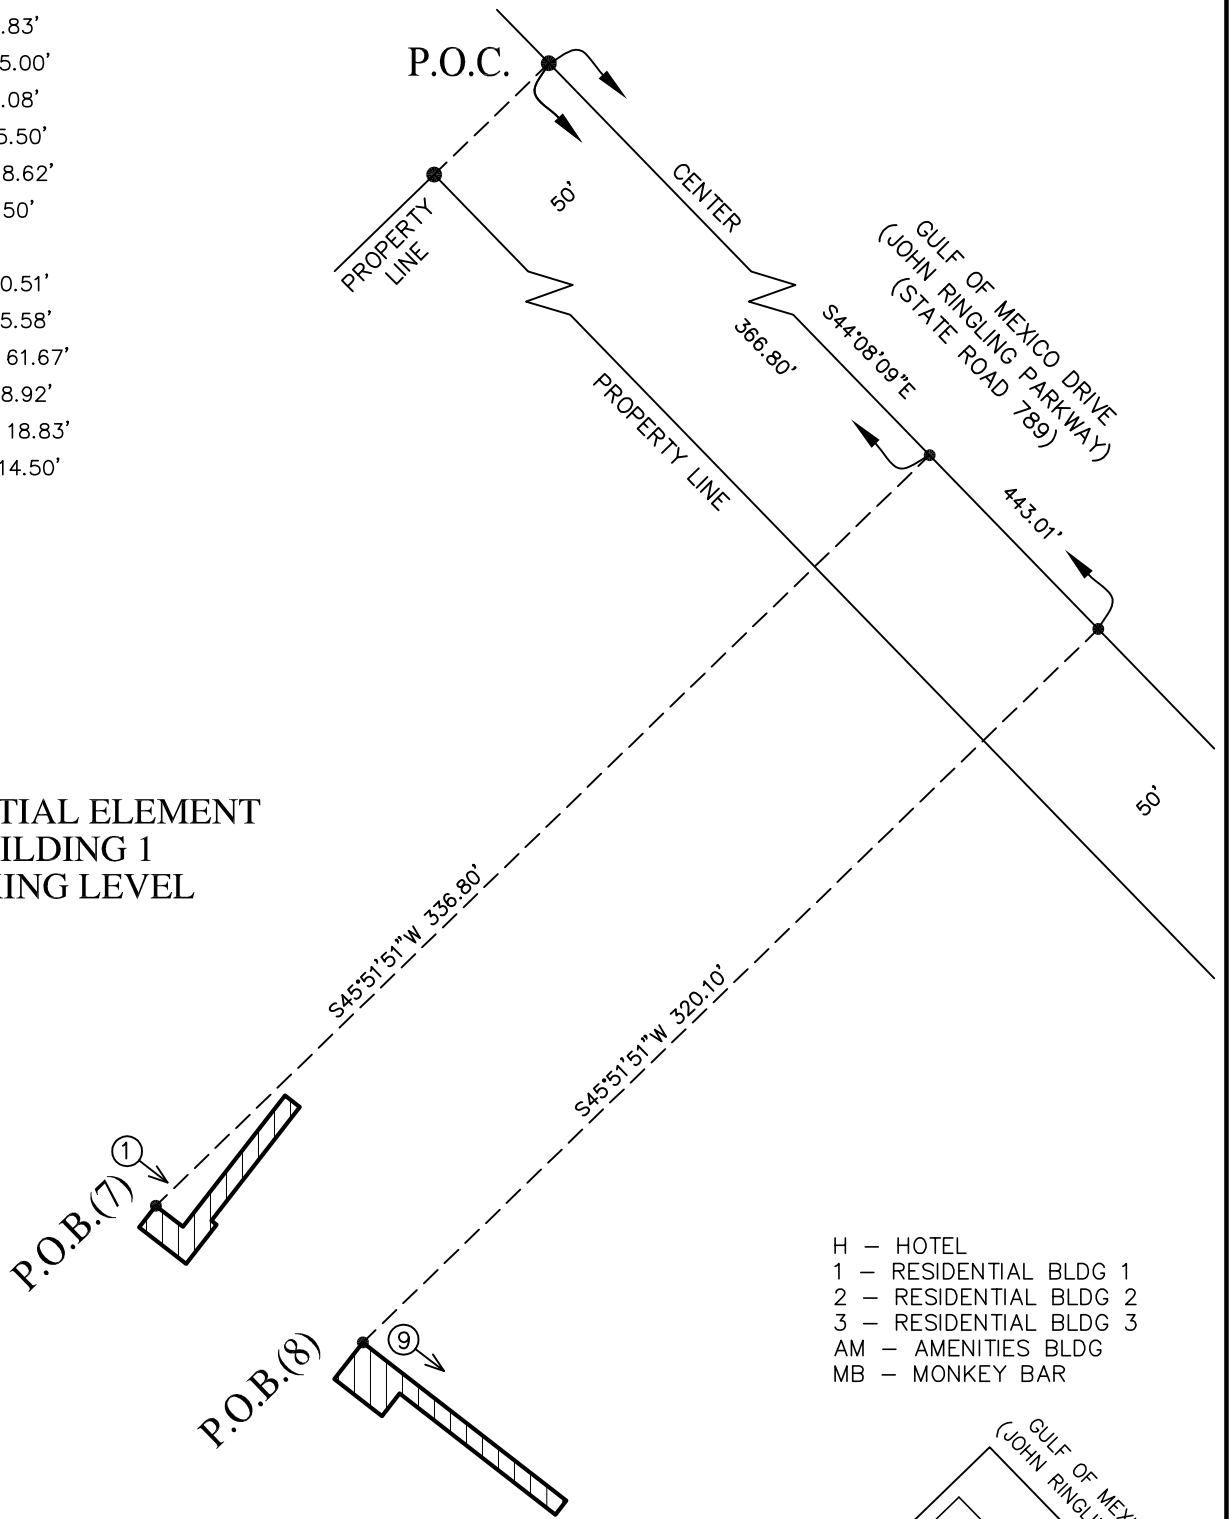 .83'
5.00'
.08'
5.50'
8.62'
50'
0.51'
5.58'
61.67'
8.92'
18.83'
14.50'
P.O.C.
PROPERTY
LINE
50'
CENTER
GULF OF MEXICO DRIVE
(JOHN RINGLING PARKWAY)
(STATE ROAD 789)
S44°08'09"E
366.80'
PROPERTY LINE
443.01'
50'
TIAL ELEMENT
ILDING 1
KING LEVEL
S45°51'51"W 336.80'
S45°51'51"W 320.10'
1
P.O.B.(7)
9
P.O.B.(8)
H – HOTEL
1 – RESIDENTIAL BLDG 1
2 – RESIDENTIAL BLDG 2
3 – RESIDENTIAL BLDG 3
AM – AMENITIES BLDG
MB – MONKEY BAR
GULF OF MEXI
(JOHN RINGLI